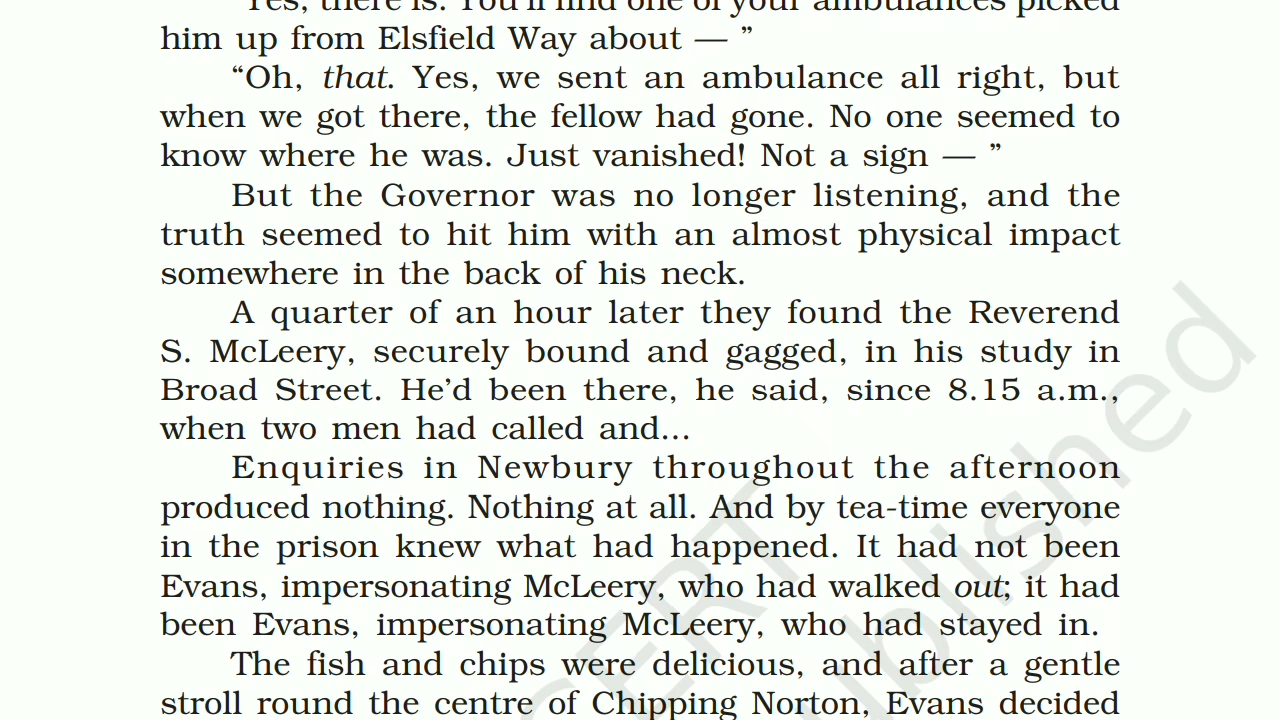 "Yes, there is. You'll find one of your ambulances picked
him up from Elsfield Way about — ”
“Oh, that. Yes, we sent an ambulance all right, but
when we got there, the fellow had gone. No one seemed to
know where he was. Just vanished! Not a sign — ”
But the Governor was no longer listening, and the
truth seemed to hit him with an almost physical impact
somewhere in the back of his neck.
A quarter of an hour later they found the Reverend
S. McLeery, securely bound and gagged, in his study in
Broad Street. He’d been there, he said, since 8.15 a.m.,
when two men had called and...
Enquiries in Newbury throughout the afternoon
produced nothing. Nothing at all. And by tea-time everyone
in the prison knew what had happened. It had not been
Evans, impersonating McLeery, who had walked out; it had
been Evans, impersonating McLeery, who had stayed in.
The fish and chips were delicious, and after a gentle
stroll round the centre of Chipping Norton, Evans decided